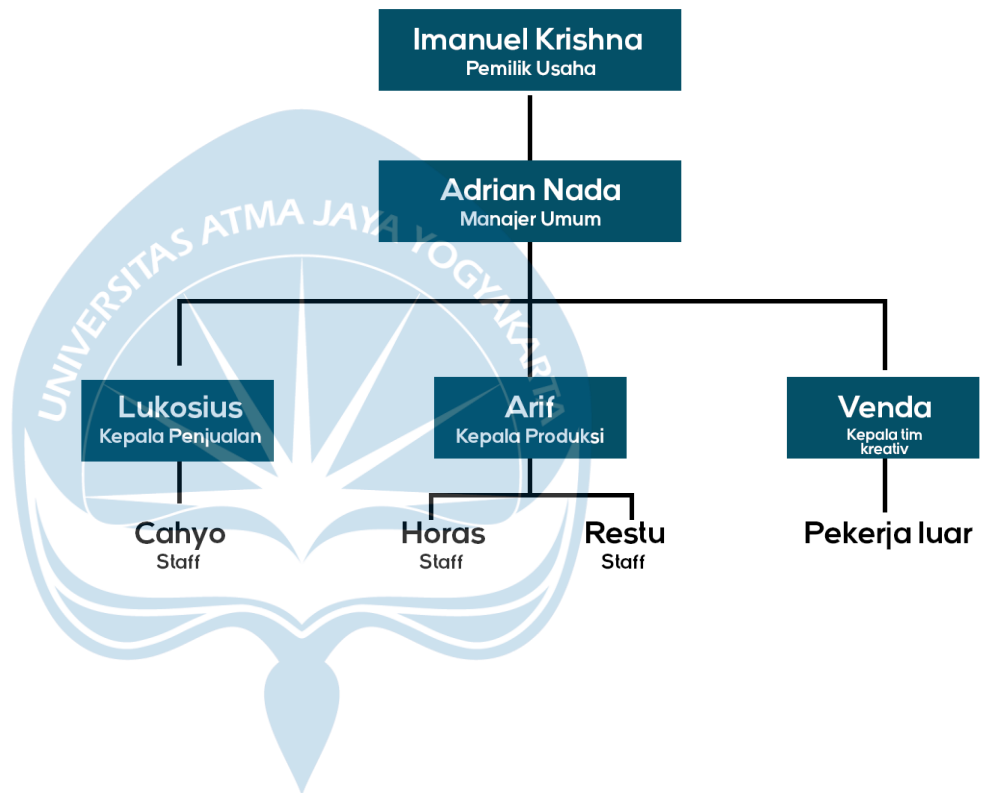 Imanuel Krishna
Pemilik Usaha
Adrian Nada
Manajer Umum
UNIVERSITAS ATMA JAYA YOGYAKARTA
Lukosius
Kepala Penjualan
Arif
Kepala Produksi
Venda
Kepala tim
kreativ
Cahyo
Staff
Horas
Staff
Restu
Staff
Pekerja luar